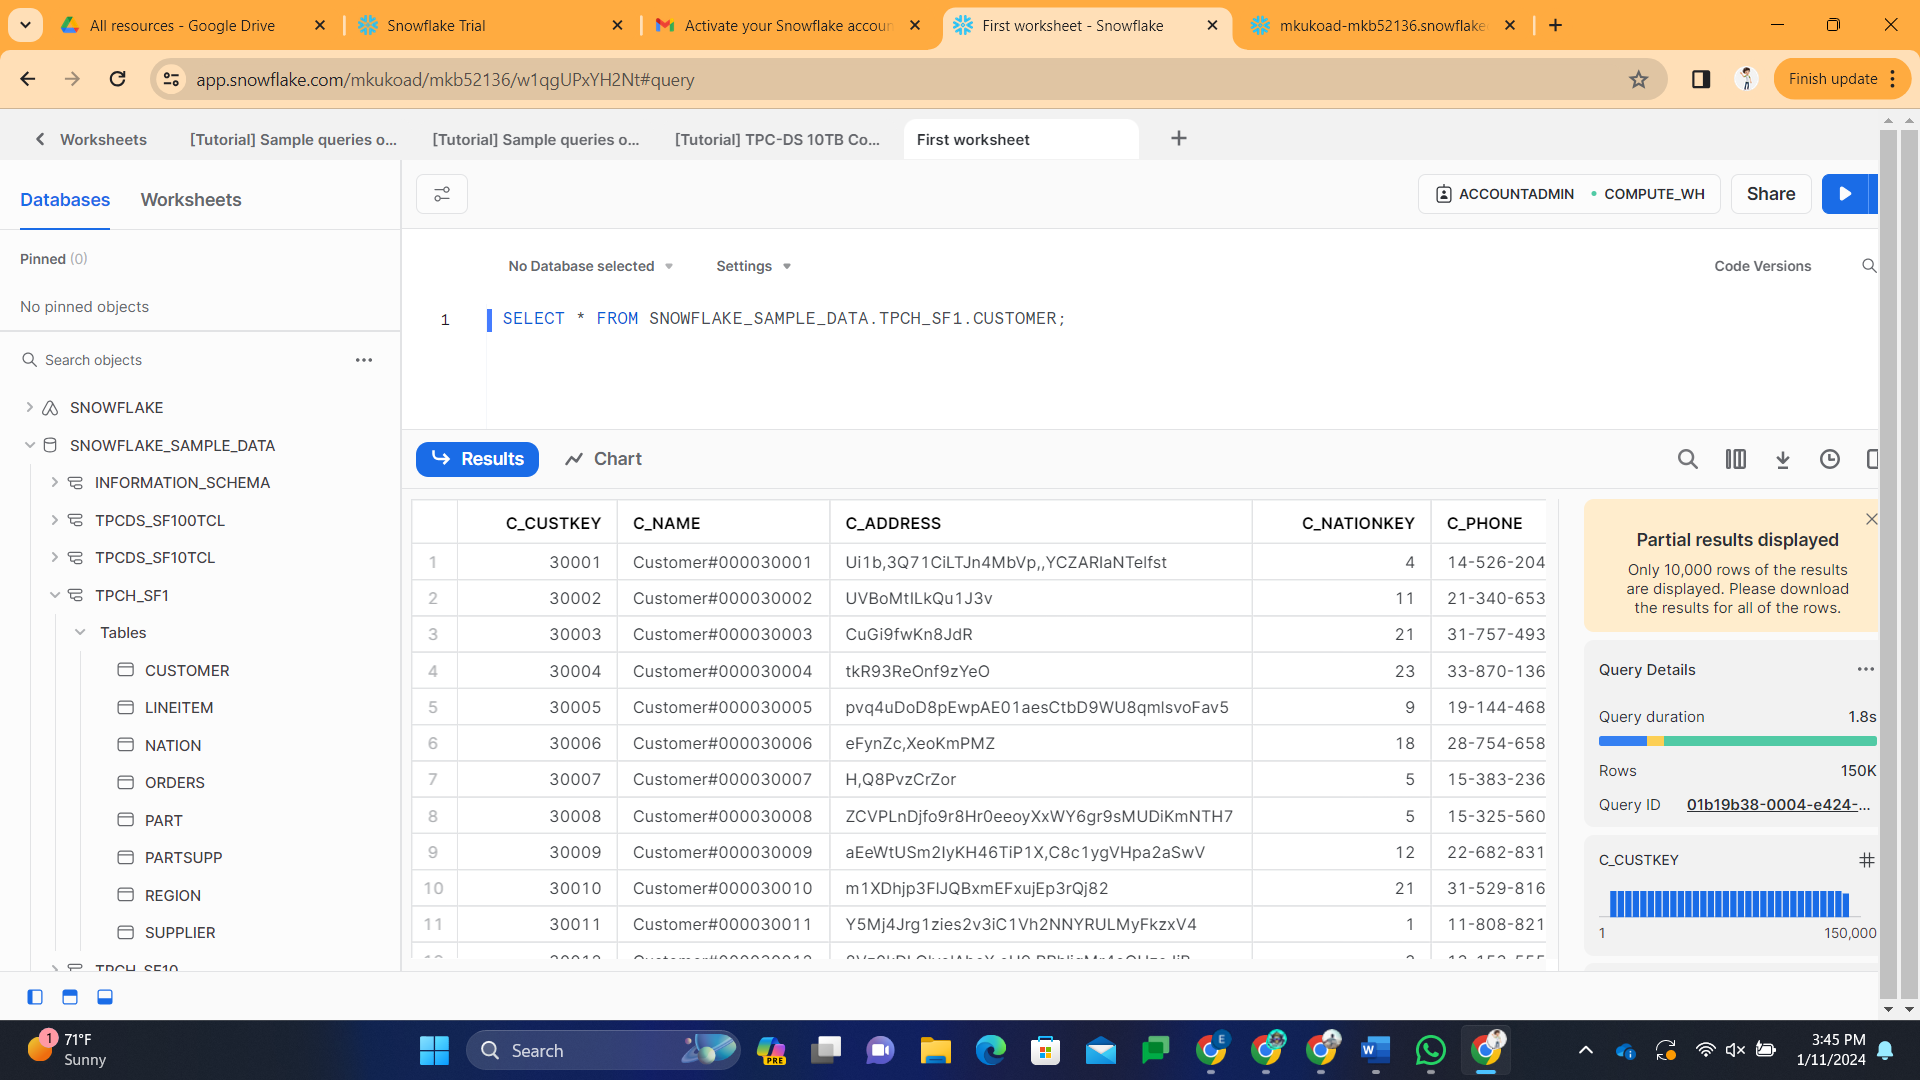 All resources - Google Drive
Snowflake Trial
Activate your Snowflake accoun
First worksheet - Snowflake
mkukoad-mkb52136.snowflake
app.snowflake.com/mkukoad/mkb52136/w1qgUPxYH2Nt#query
Finish update
Worksheets
[Tutorial] Sample queries o...
[Tutorial] Sample queries o...
[Tutorial] TPC-DS 10TB Co...
First worksheet
Databases
Worksheets
ACCOUNTADMIN
COMPUTE_WH
Share
Pinned (0)
No pinned objects
No Database selected
Settings
Code Versions
1
SELECT * FROM SNOWFLAKE_SAMPLE_DATA.TPCH_SF1.CUSTOMER;
Search objects
SNOWFLAKE
SNOWFLAKE_SAMPLE_DATA
INFORMATION_SCHEMA
TPCDS_SF100TCL
TPCDS_SF10TCL
TPCH_SF1
Tables
CUSTOMER
LINEITEM
NATION
ORDERS
PART
PARTSUPP
REGION
SUPPLIER
TPCH_SF10
Results
Chart
C_CUSTKEY C_NAME C_ADDRESS C_NATIONKEY C_PHONE
1 30001 Customer#000030001 Ui1b,3Q71CiLTJn4MbVp,,YCZARIaNTelfst 4 14-526-204
2 30002 Customer#000030002 UVBoMtILkQu1J3v 11 21-340-653
3 30003 Customer#000030003 CuGi9fwKn8JdR 21 31-757-493
4 30004 Customer#000030004 tkR93ReOnf9zYeO 23 33-870-136
5 30005 Customer#000030005 pvq4uDoD8pEwpAE01aesCtbD9WU8qmlsvoFav5 9 19-144-468
6 30006 Customer#000030006 eFynZc,XeoKmPMZ 18 28-754-658
7 30007 Customer#000030007 H,Q8PvzCrZor 5 15-383-236
8 30008 Customer#000030008 ZCVPLnDjfo9r8Hr0eeoyXxWY6gr9sMUDiKmNTH7 5 15-325-560
9 30009 Customer#000030009 aEeWtUSm2IyKH46TiP1X,C8c1ygVHpa2aSwV 12 22-682-831
10 30010 Customer#000030010 m1XDhjp3FlJQBxmEFxujEp3rQj82 21 31-529-816
11 30011 Customer#000030011 Y5Mj4Jrg1zies2v3iC1Vh2NNYRULMyFkzxV4 1 11-808-821
Partial results displayed
Only 10,000 rows of the results
are displayed. Please download
the results for all of the rows.
Query Details
Query duration 1.8s
Rows 150K
Query ID 01b19b38-0004-e424-...
C_CUSTKEY
1 150,000
1
71°F
Sunny
Search
PRE
E
3:45 PM
1/11/2024